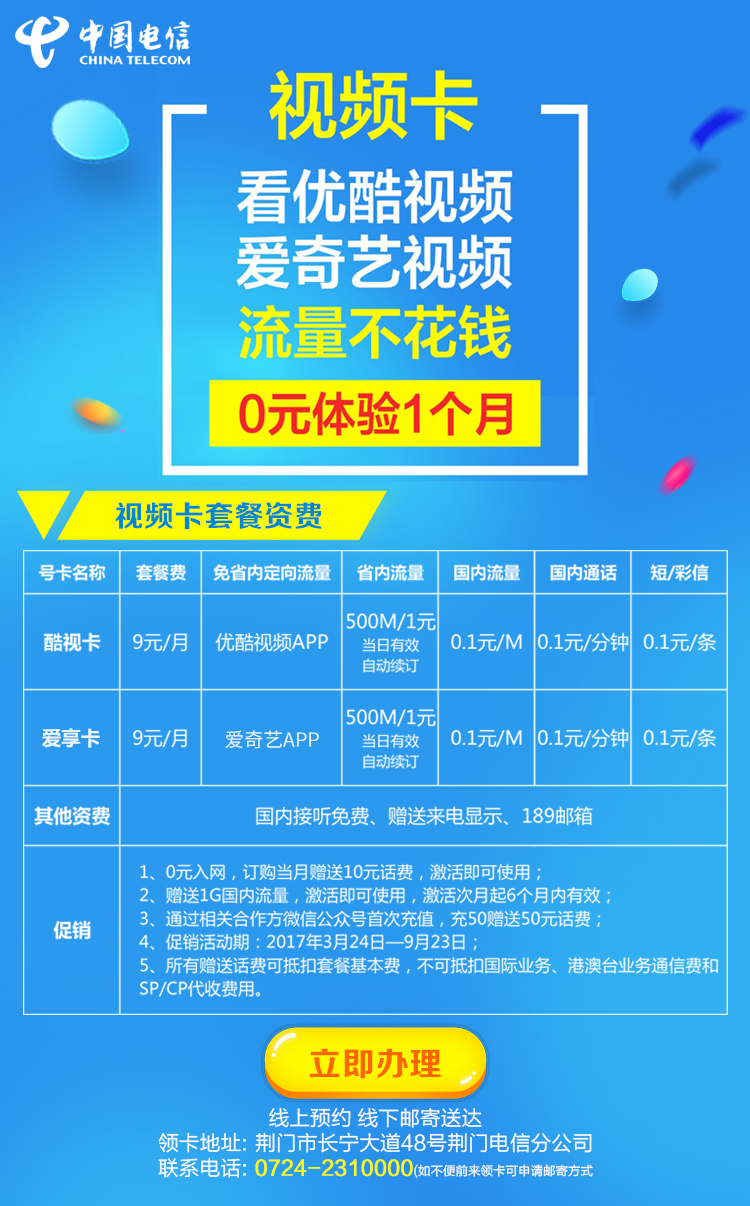 中国电信
CHINA TELECOM
视频卡
看优酷视频
爱奇艺视频
流量不花钱
0元体验1个月
视频卡套餐资费
号卡名称 套餐费 免省内定向流量 省内流量 国内流量 国内通话 短/彩信
酷视卡 9元/月 优酷视频APP 500M/1元 当日有效 自动续订 0.1元/M 0.1元/分钟 0.1元/条
爱享卡 9元/月 爱奇艺APP 500M/1元 当日有效 自动续订 0.1元/M 0.1元/分钟 0.1元/条
其他资费 国内接听免费、赠送来电显示、189邮箱
促销
1、0元入网，订购当月赠送10元话费，激活即可使用；
2、赠送1G国内流量，激活即可使用，激活次月起6个月内有效；
3、通过相关合作方微信公众号首次充值，充50赠送50元话费；
4、促销活动期：2017年3月24日—9月23日；
5、所有赠送话费可抵扣套餐基本费，不可抵扣国际业务、港澳台业务通信费和
SP/CP代收费用。
立即办理
线上预约 线下邮寄送达
领卡地址: 荆门市长宁大道48号荆门电信分公司
联系电话: 0724-2310000(如不便前来领卡可申请邮寄方式